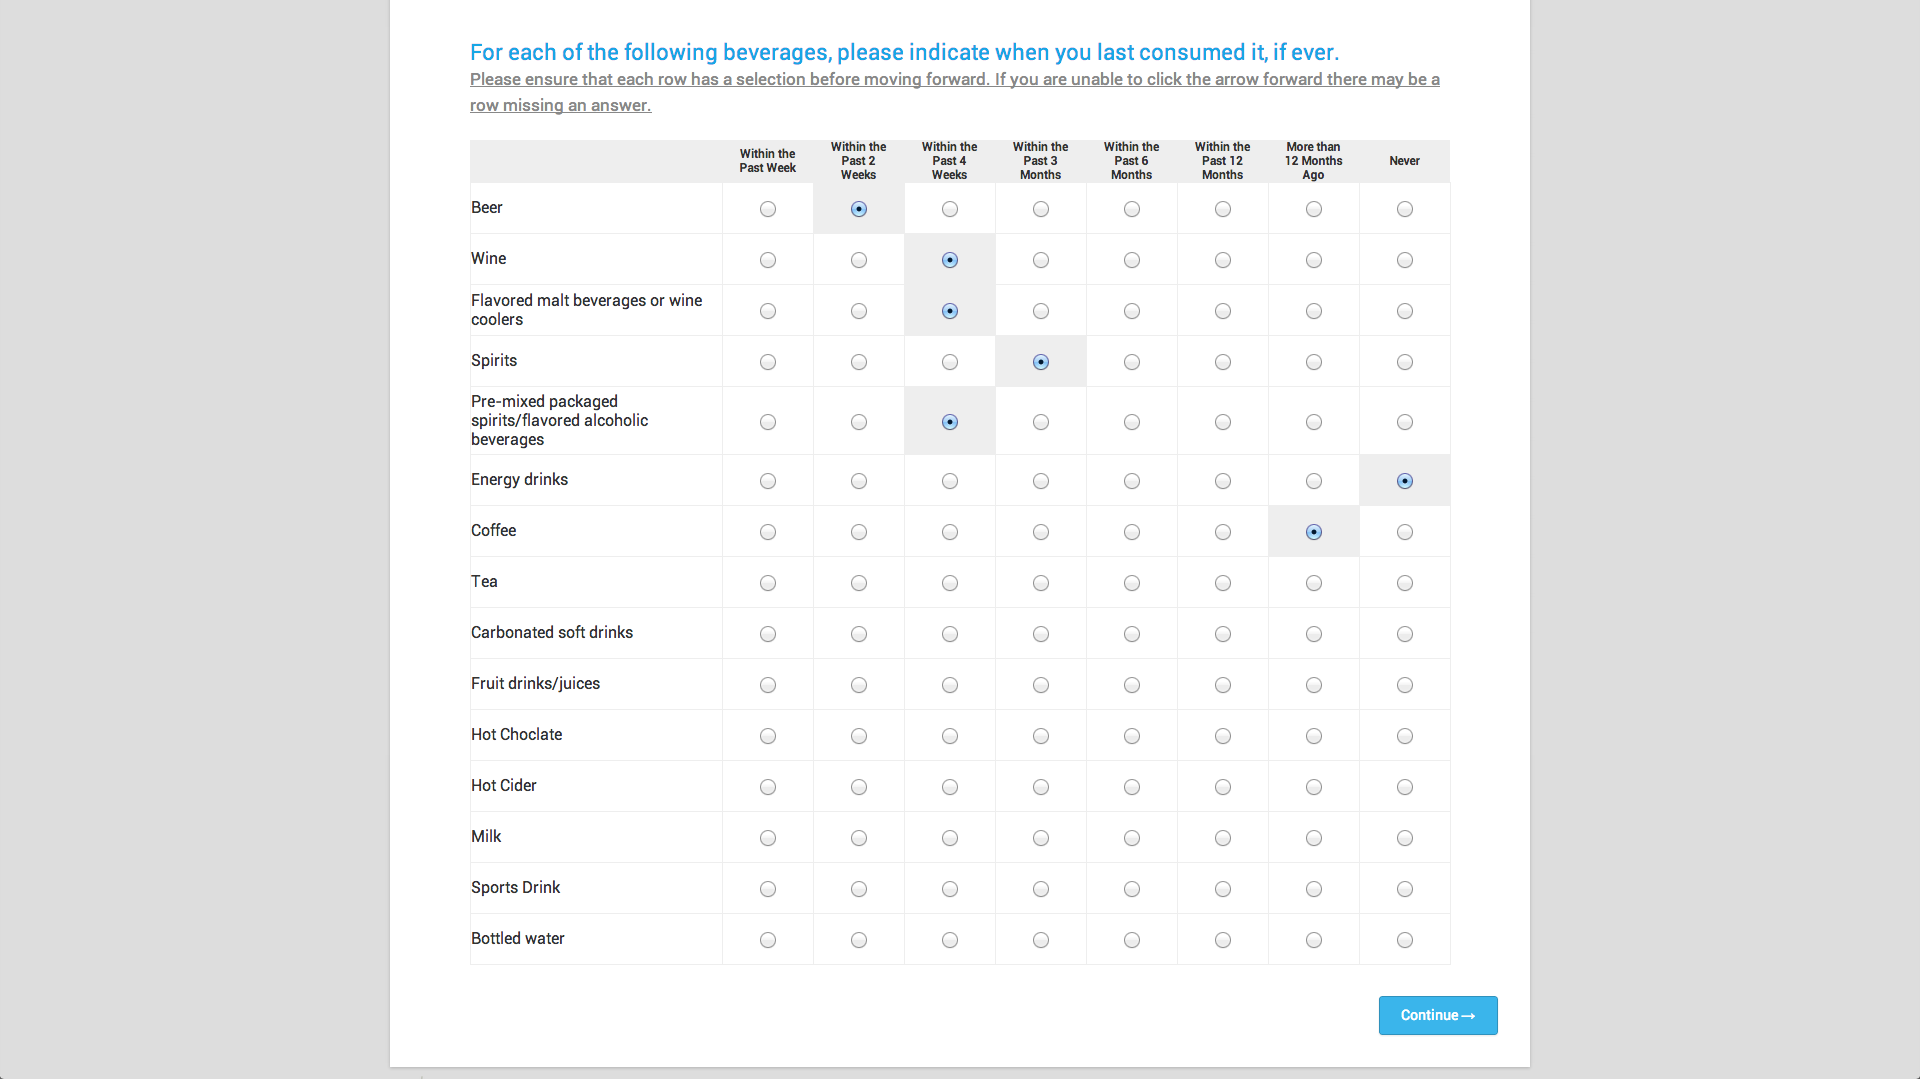 For each of the following beverages, please indicate when you last consumed it, if ever.
Please ensure that each row has a selection before moving forward. If you are unable to click the arrow forward there may be a
row missing an answer.
Within the
Past Week
Within the
Past 2
Weeks
Within the
Past 4
Weeks
Within the
Past 3
Months
Within the
Past 6
Months
Within the
Past 12
Months
More than
12 Months
Ago
Never
Beer
Wine
Flavored malt beverages or wine
coolers
Spirits
Pre-mixed packaged
spirits/flavored alcoholic
beverages
Energy drinks
Coffee
Tea
Carbonated soft drinks
Fruit drinks/juices
Hot Choclate
Hot Cider
Milk
Sports Drink
Bottled water
Continue→